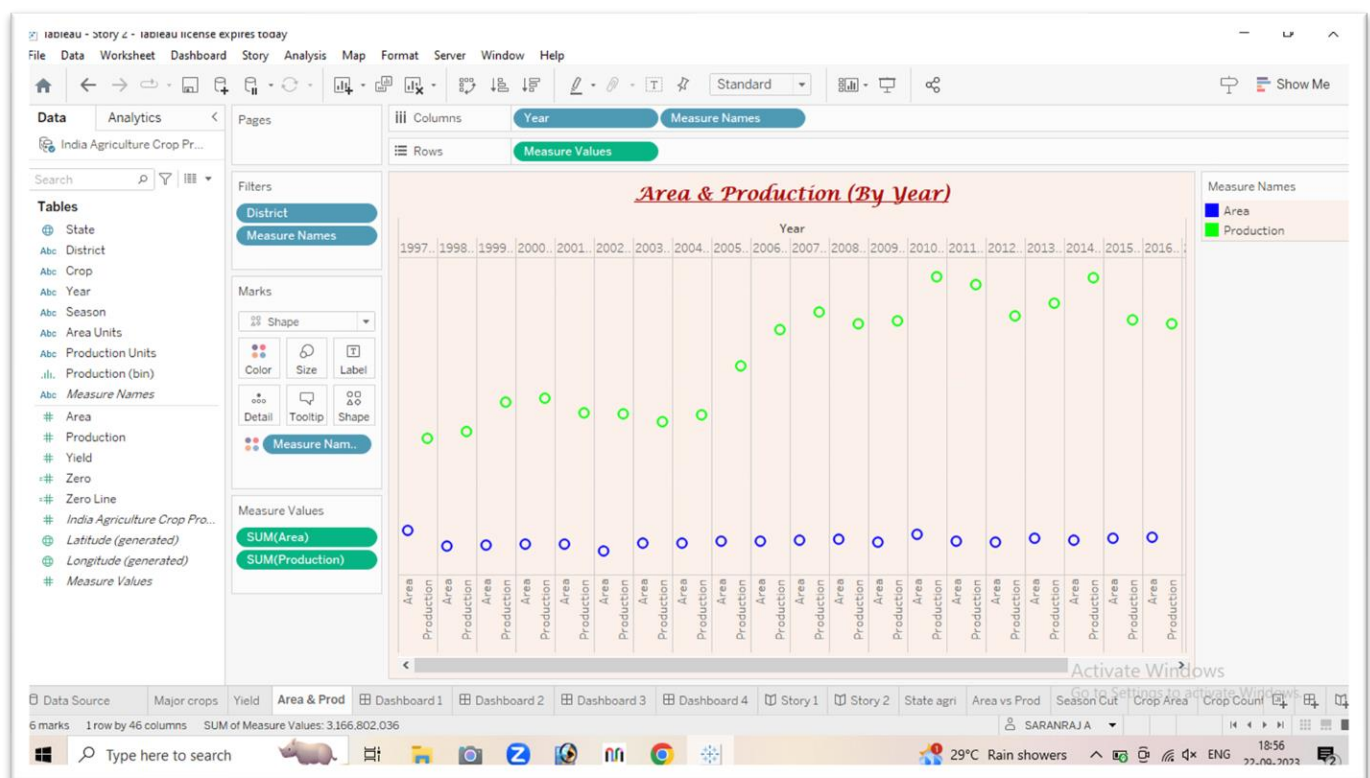 Tableau - Story 2 - Tableau license expires today
File Data Worksheet Dashboard Story Analysis Map Format Server Window Help
Standard
Show Me
Data Analytics
India Agriculture Crop Pr...
Search
Tables
State
Abc District
Abc Crop
Abc Year
Abc Season
Abc Area Units
Abc Production Units
Production (bin)
Abc Measure Names
# Area
# Production
# Yield
=# Zero
=# Zero Line
# India Agriculture Crop Pro...
Latitude (generated)
Longitude (generated)
# Measure Values
Pages
Filters
District
Measure Names
Marks
Shape
Color Size Label
Detail Tooltip Shape
Measure Nam..
Measure Values
SUM(Area)
SUM(Production)
Columns Year Measure Names
Rows Measure Values
Area & Production (By Year)
Year
1997.. 1998.. 1999.. 2000.. 2001.. 2002.. 2003.. 2004.. 2005.. 2006.. 2007.. 2008.. 2009.. 2010.. 2011.. 2012.. 2013.. 2014.. 2015.. 2016..
Area Production Area Production Area Production Area Production Area Production Area Production Area Production Area Production Area Production Area Production Area Production Area Production Area Production Area Production Area Production Area Production Area Production Area Production Area Production Area Production
Measure Names
Area
Production
Activate Windows
Go to Settings to activate Windows.
Data Source Major crops Yield Area & Prod Dashboard 1 Dashboard 2 Dashboard 3 Dashboard 4 Story 1 Story 2 State agri Area vs Prod Season Cut Crop Area Crop Count
6 marks 1 row by 46 columns SUM of Measure Values: 3,166,802,036
SARANRAJ A
Type here to search
29°C Rain showers ENG 18:56
22-09-2023